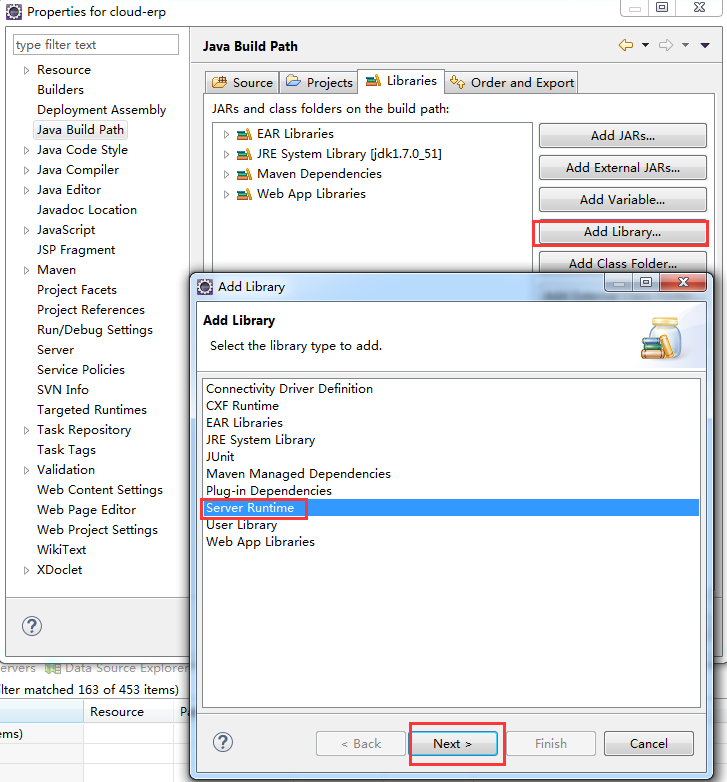 Properties for cloud-erp
type filter text
Resource
Builders
Deployment Assembly
Java Build Path
Java Code Style
Java Compiler
Java Editor
Javadoc Location
JavaScript
JSP Fragment
Maven
Project Facets
Project References
Run/Debug Settings
Server
Service Policies
SVN Info
Targeted Runtimes
Task Repository
Task Tags
Validation
Web Content Settings
Web Page Editor
Web Project Settings
WikiText
XDoclet
Java Build Path
Source
Projects
Libraries
Order and Export
JARs and class folders on the build path:
EAR Libraries
JRE System Library [jdk1.7.0_51]
Maven Dependencies
Web App Libraries
Add JARs...
Add External JARs...
Add Variable...
Add Library...
Add Class Folder...
Add Library
Add Library
Select the library type to add.
Connectivity Driver Definition
CXF Runtime
EAR Libraries
JRE System Library
JUnit
Maven Managed Dependencies
Plug-in Dependencies
Server Runtime
User Library
Web App Libraries
< Back
Next >
Finish
Cancel
ervers
Data Source Explorer
ilter matched 163 of 453 items)
Resource
Pa
ems)